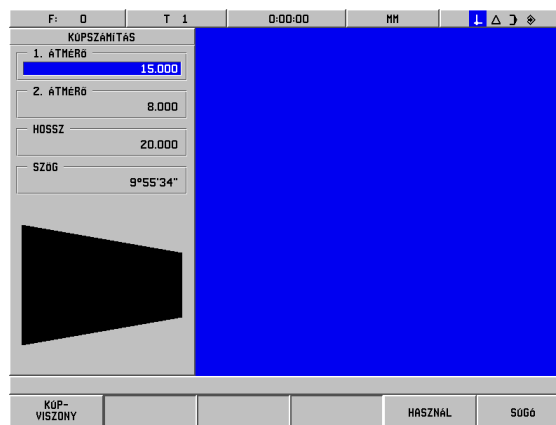 F: 0 T 1 0:00:00 MM
KÚPSZÁMÍTÁS
1. ÁTMÉRŐ
15.000
2. ÁTMÉRŐ
8.000
HOSSZ
20.000
SZÖG
9°55'34"
KÚP-
VISZONY
HASZNÁL
SÚGÓ